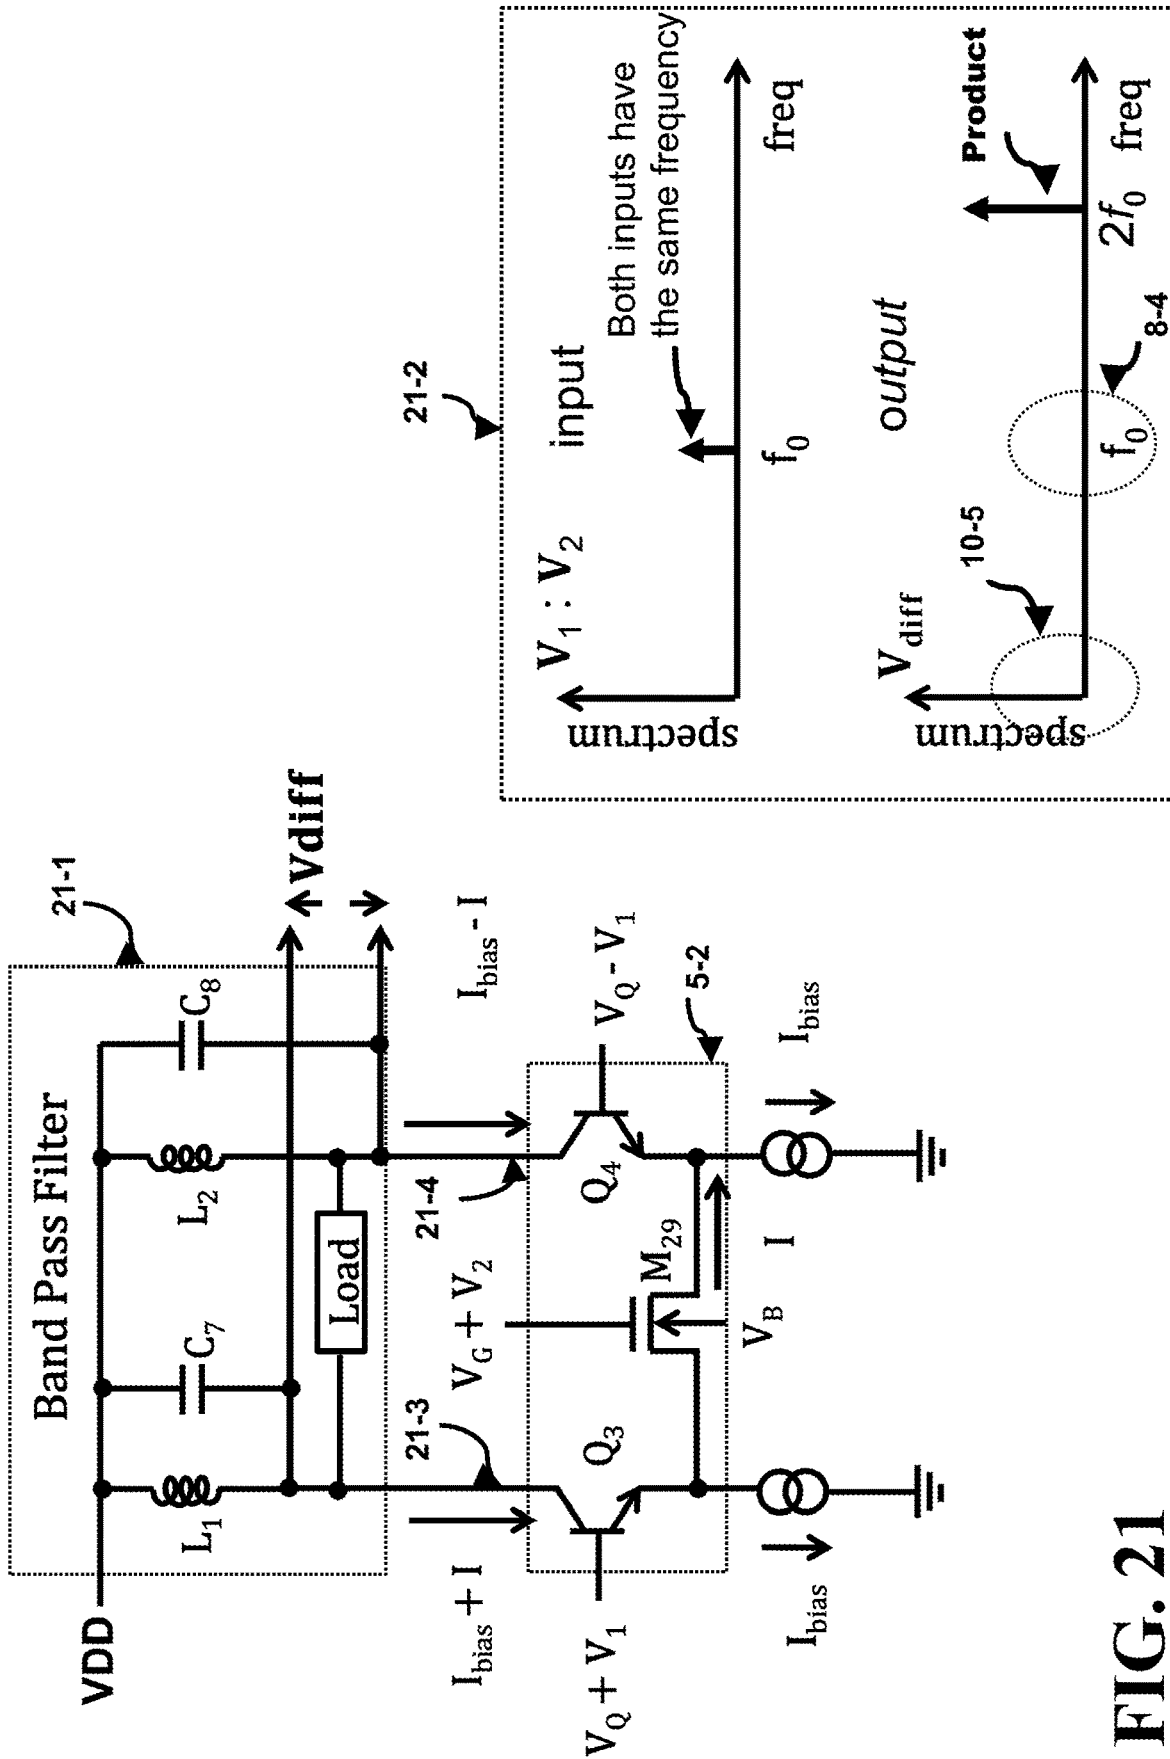 21-1
Band Pass Filter
VDD
L1
C7
L2
C8
Load
Vdiff
21-3
21-4
Ibias + I
Ibias - I
VG + V2
VQ + V1
VQ - V1
Q3
Q4
M29
5-2
VB
I
Ibias
Ibias
21-2
V1 : V2
input
Both inputs have
the same frequency
spectrum
f0
freq
Vdiff
output
10-5
Product
spectrum
f0
2f0
freq
8-4
FIG. 21